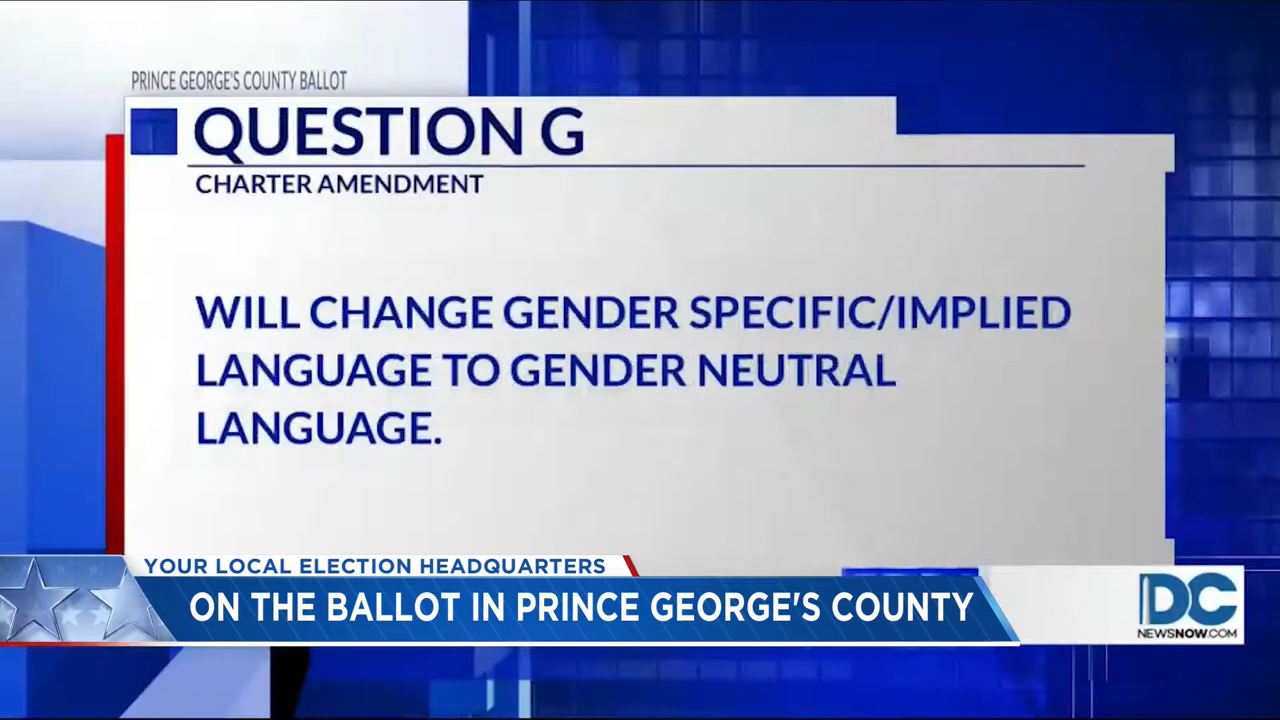 PRINCE GEORGE'S COUNTY BALLOT
QUESTION G
CHARTER AMENDMENT
WILL CHANGE GENDER SPECIFIC/IMPLIED
LANGUAGE TO GENDER NEUTRAL
LANGUAGE.
YOUR LOCAL ELECTION HEADQUARTERS
ON THE BALLOT IN PRINCE GEORGE'S COUNTY
DC
NEWSNOW.COM